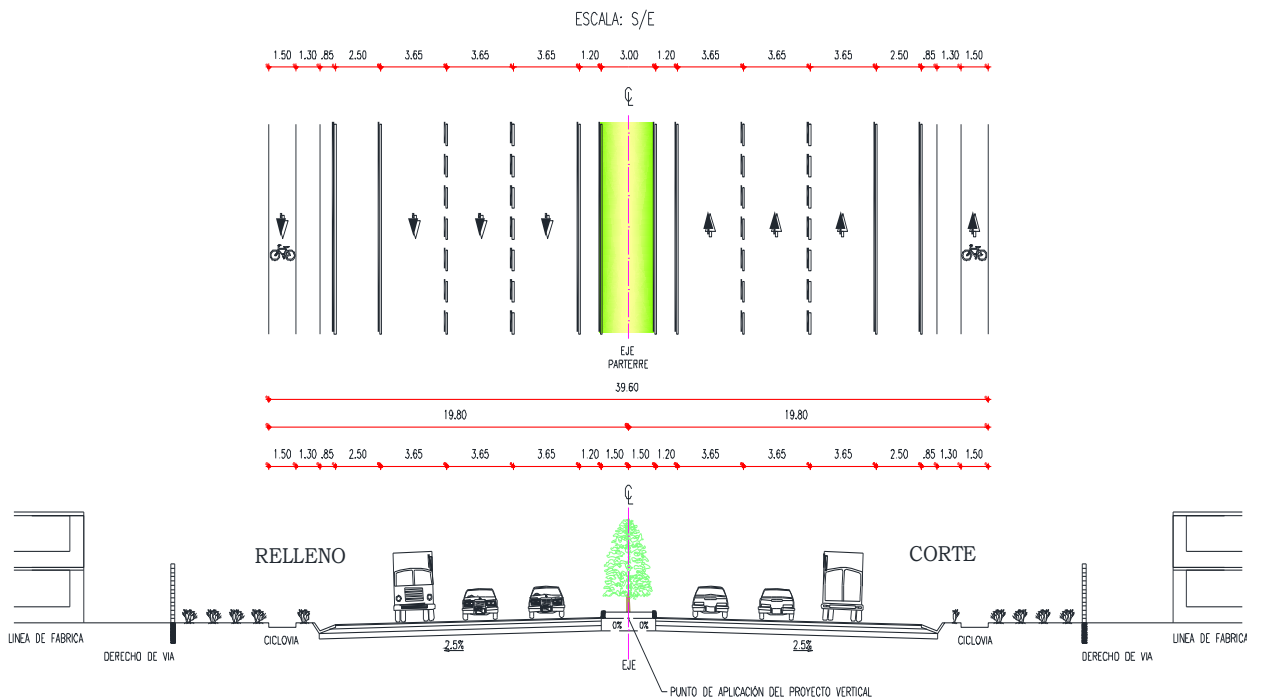 ESCALA: S/E
1.50 1.30 .85 2.50 3.65 3.65 3.65 1.20 3.00 1.20 3.65 3.65 3.65 2.50 .85 1.30 1.50
℄
EJE
PARTERRE
39.60
19.80 19.80
1.50 1.30 .85 2.50 3.65 3.65 3.65 1.20 1.50 1.50 1.20 3.65 3.65 3.65 2.50 .85 1.30 1.50
℄
RELLENO CORTE
0% 0%
LINEA DE FABRICA CICLOVIA 2.5% 2.5% CICLOVIA LINEA DE FABRICA
DERECHO DE VIA EJE DERECHO DE VIA
PUNTO DE APLICACIÓN DEL PROYECTO VERTICAL